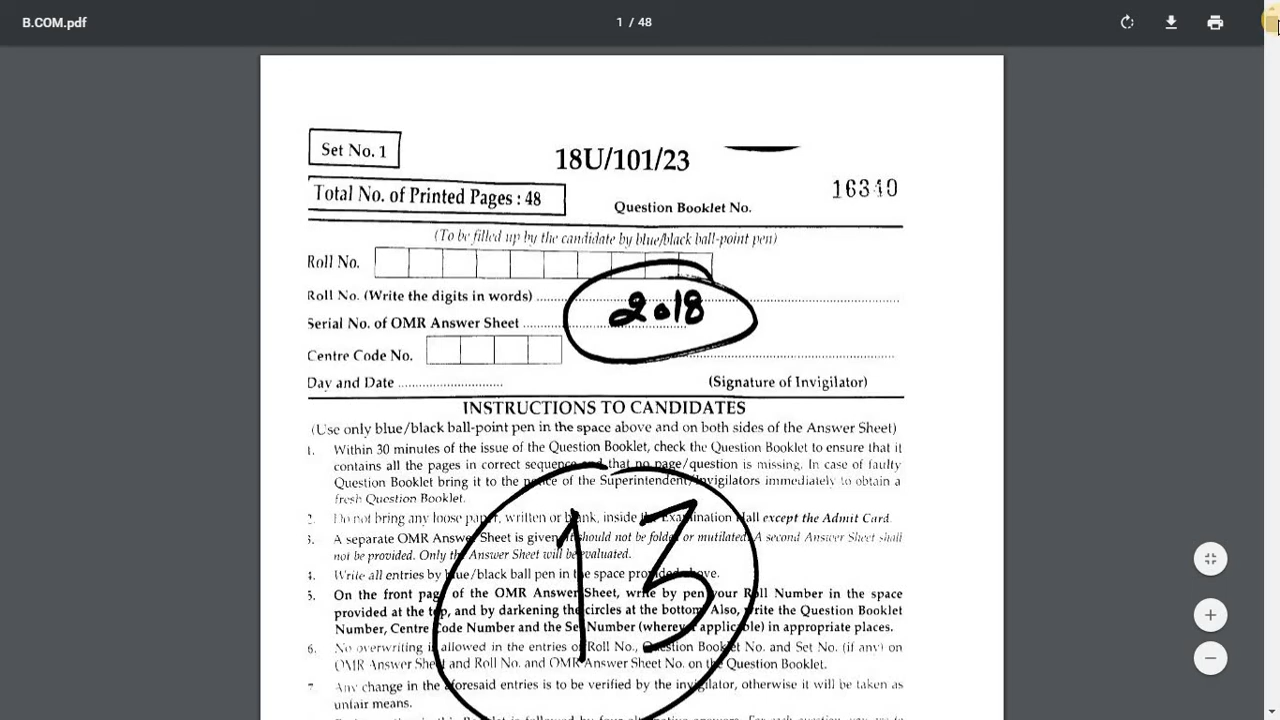 B.COM.pdf
1 / 48
Set No. 1
18U/101/23
Total No. of Printed Pages : 48
16340
Question Booklet No.
(To be filled up by the candidate by blue/black ball-point pen)
Roll No.
Roll No. (Write the digits in words)
2018
Serial No. of OMR Answer Sheet
Centre Code No.
Day and Date
(Signature of Invigilator)
INSTRUCTIONS TO CANDIDATES
(Use only blue/black ball-point pen in the space above and on both sides of the Answer Sheet)
1. Within 30 minutes of the issue of the Question Booklet, check the Question Booklet to ensure that it
contains all the pages in correct sequence and that no page/question is missing. In case of faulty
Question Booklet bring it to the notice of the Superintendent/Invigilators immediately to obtain a
fresh Question Booklet.
2. Do not bring any loose paper, written or blank, inside the Examination Hall except the Admit Card.
3. A separate OMR Answer Sheet is given. It should not be folded or mutilated. A second Answer Sheet shall
not be provided. Only the Answer Sheet will be evaluated.
4. Write all entries by blue/black ball pen in the space provided above.
5. On the front page of the OMR Answer Sheet, write by pen your Roll Number in the space
provided at the top, and by darkening the circles at the bottom. Also, write the Question Booklet
Number, Centre Code Number and the Set Number (wherever applicable) in appropriate places.
13
6. No overwriting is allowed in the entries of Roll No., Question Booklet No. and Set No. (if any) on
OMR Answer Sheet and Roll No. and OMR Answer Sheet No. on the Question Booklet.
7 Any change in the aforesaid entries is to be verified by the invigilator, otherwise it will be taken as
unfair means.